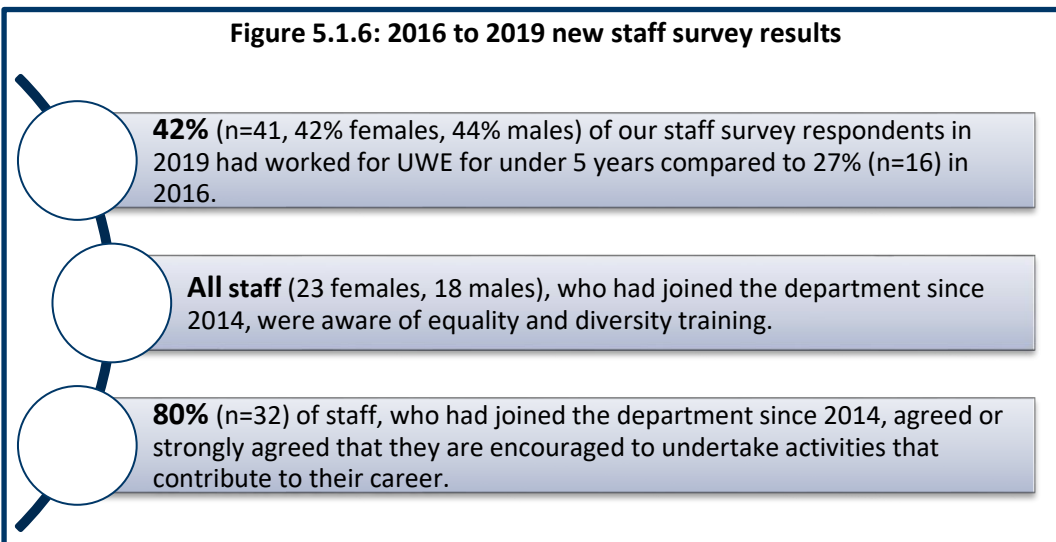 Figure 5.1.6: 2016 to 2019 new staff survey results
42% (n=41, 42% females, 44% males) of our staff survey respondents in
2019 had worked for UWE for under 5 years compared to 27% (n=16) in
2016.
All staff (23 females, 18 males), who had joined the department since
2014, were aware of equality and diversity training.
80% (n=32) of staff, who had joined the department since 2014, agreed or
strongly agreed that they are encouraged to undertake activities that
contribute to their career.